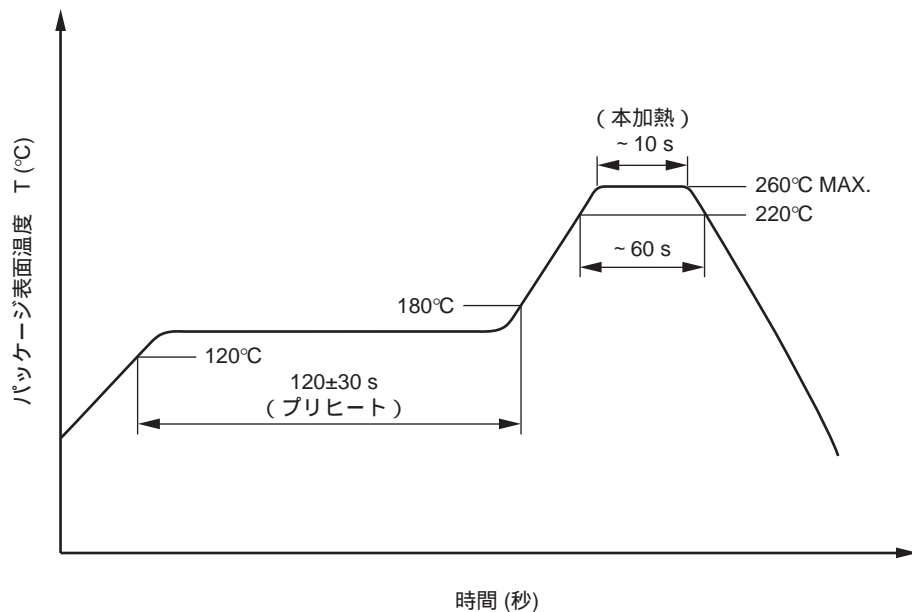 (本加熱)
~ 10 s
260℃ MAX.
220℃
~ 60 s
180℃
120℃
120±30 s
(プリヒート)
パッケージ表面温度 T (℃)
時間 (秒)